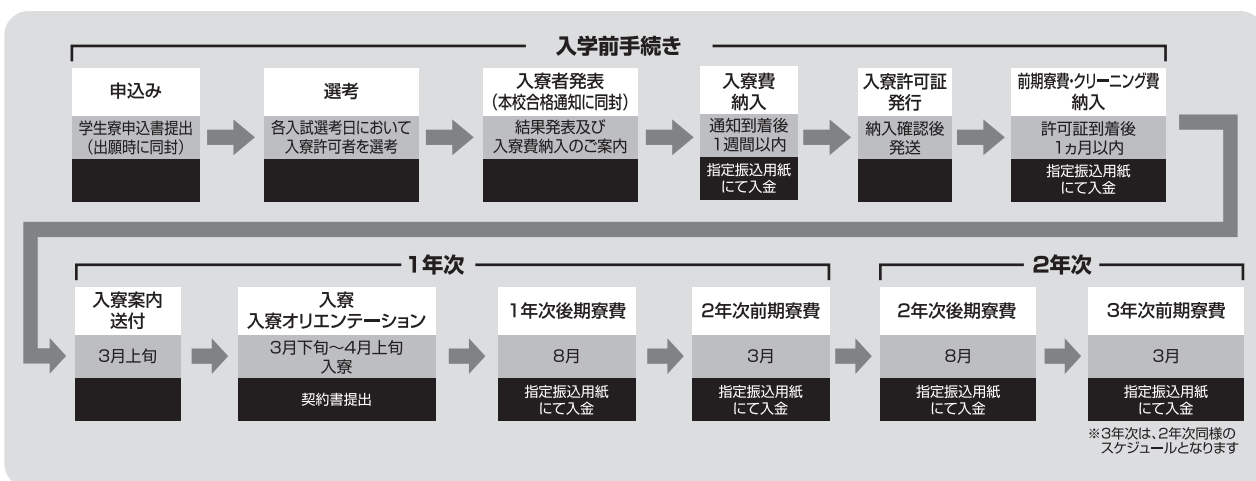 入学前手続き
申込み
学生寮申込書提出
（出願時に同封）
選考
各入試選考日において
入寮許可者を選考
入寮者発表
（本校合格通知に同封）
結果発表及び
入寮費納入のご案内
入寮費
納入
通知到着後
1週間以内
指定振込用紙
にて入金
入寮許可証
発行
納入確認後
発送
前期寮費・クリーニング費
納入
許可証到着後
1ヵ月以内
指定振込用紙
にて入金
1年次
入寮案内
送付
3月上旬
入寮
入寮オリエンテーション
3月下旬〜4月上旬
入寮
契約書提出
1年次後期寮費
8月
指定振込用紙
にて入金
2年次前期寮費
3月
指定振込用紙
にて入金
2年次
2年次後期寮費
8月
指定振込用紙
にて入金
3年次前期寮費
3月
指定振込用紙
にて入金
※3年次は、2年次同様の
スケジュールとなります